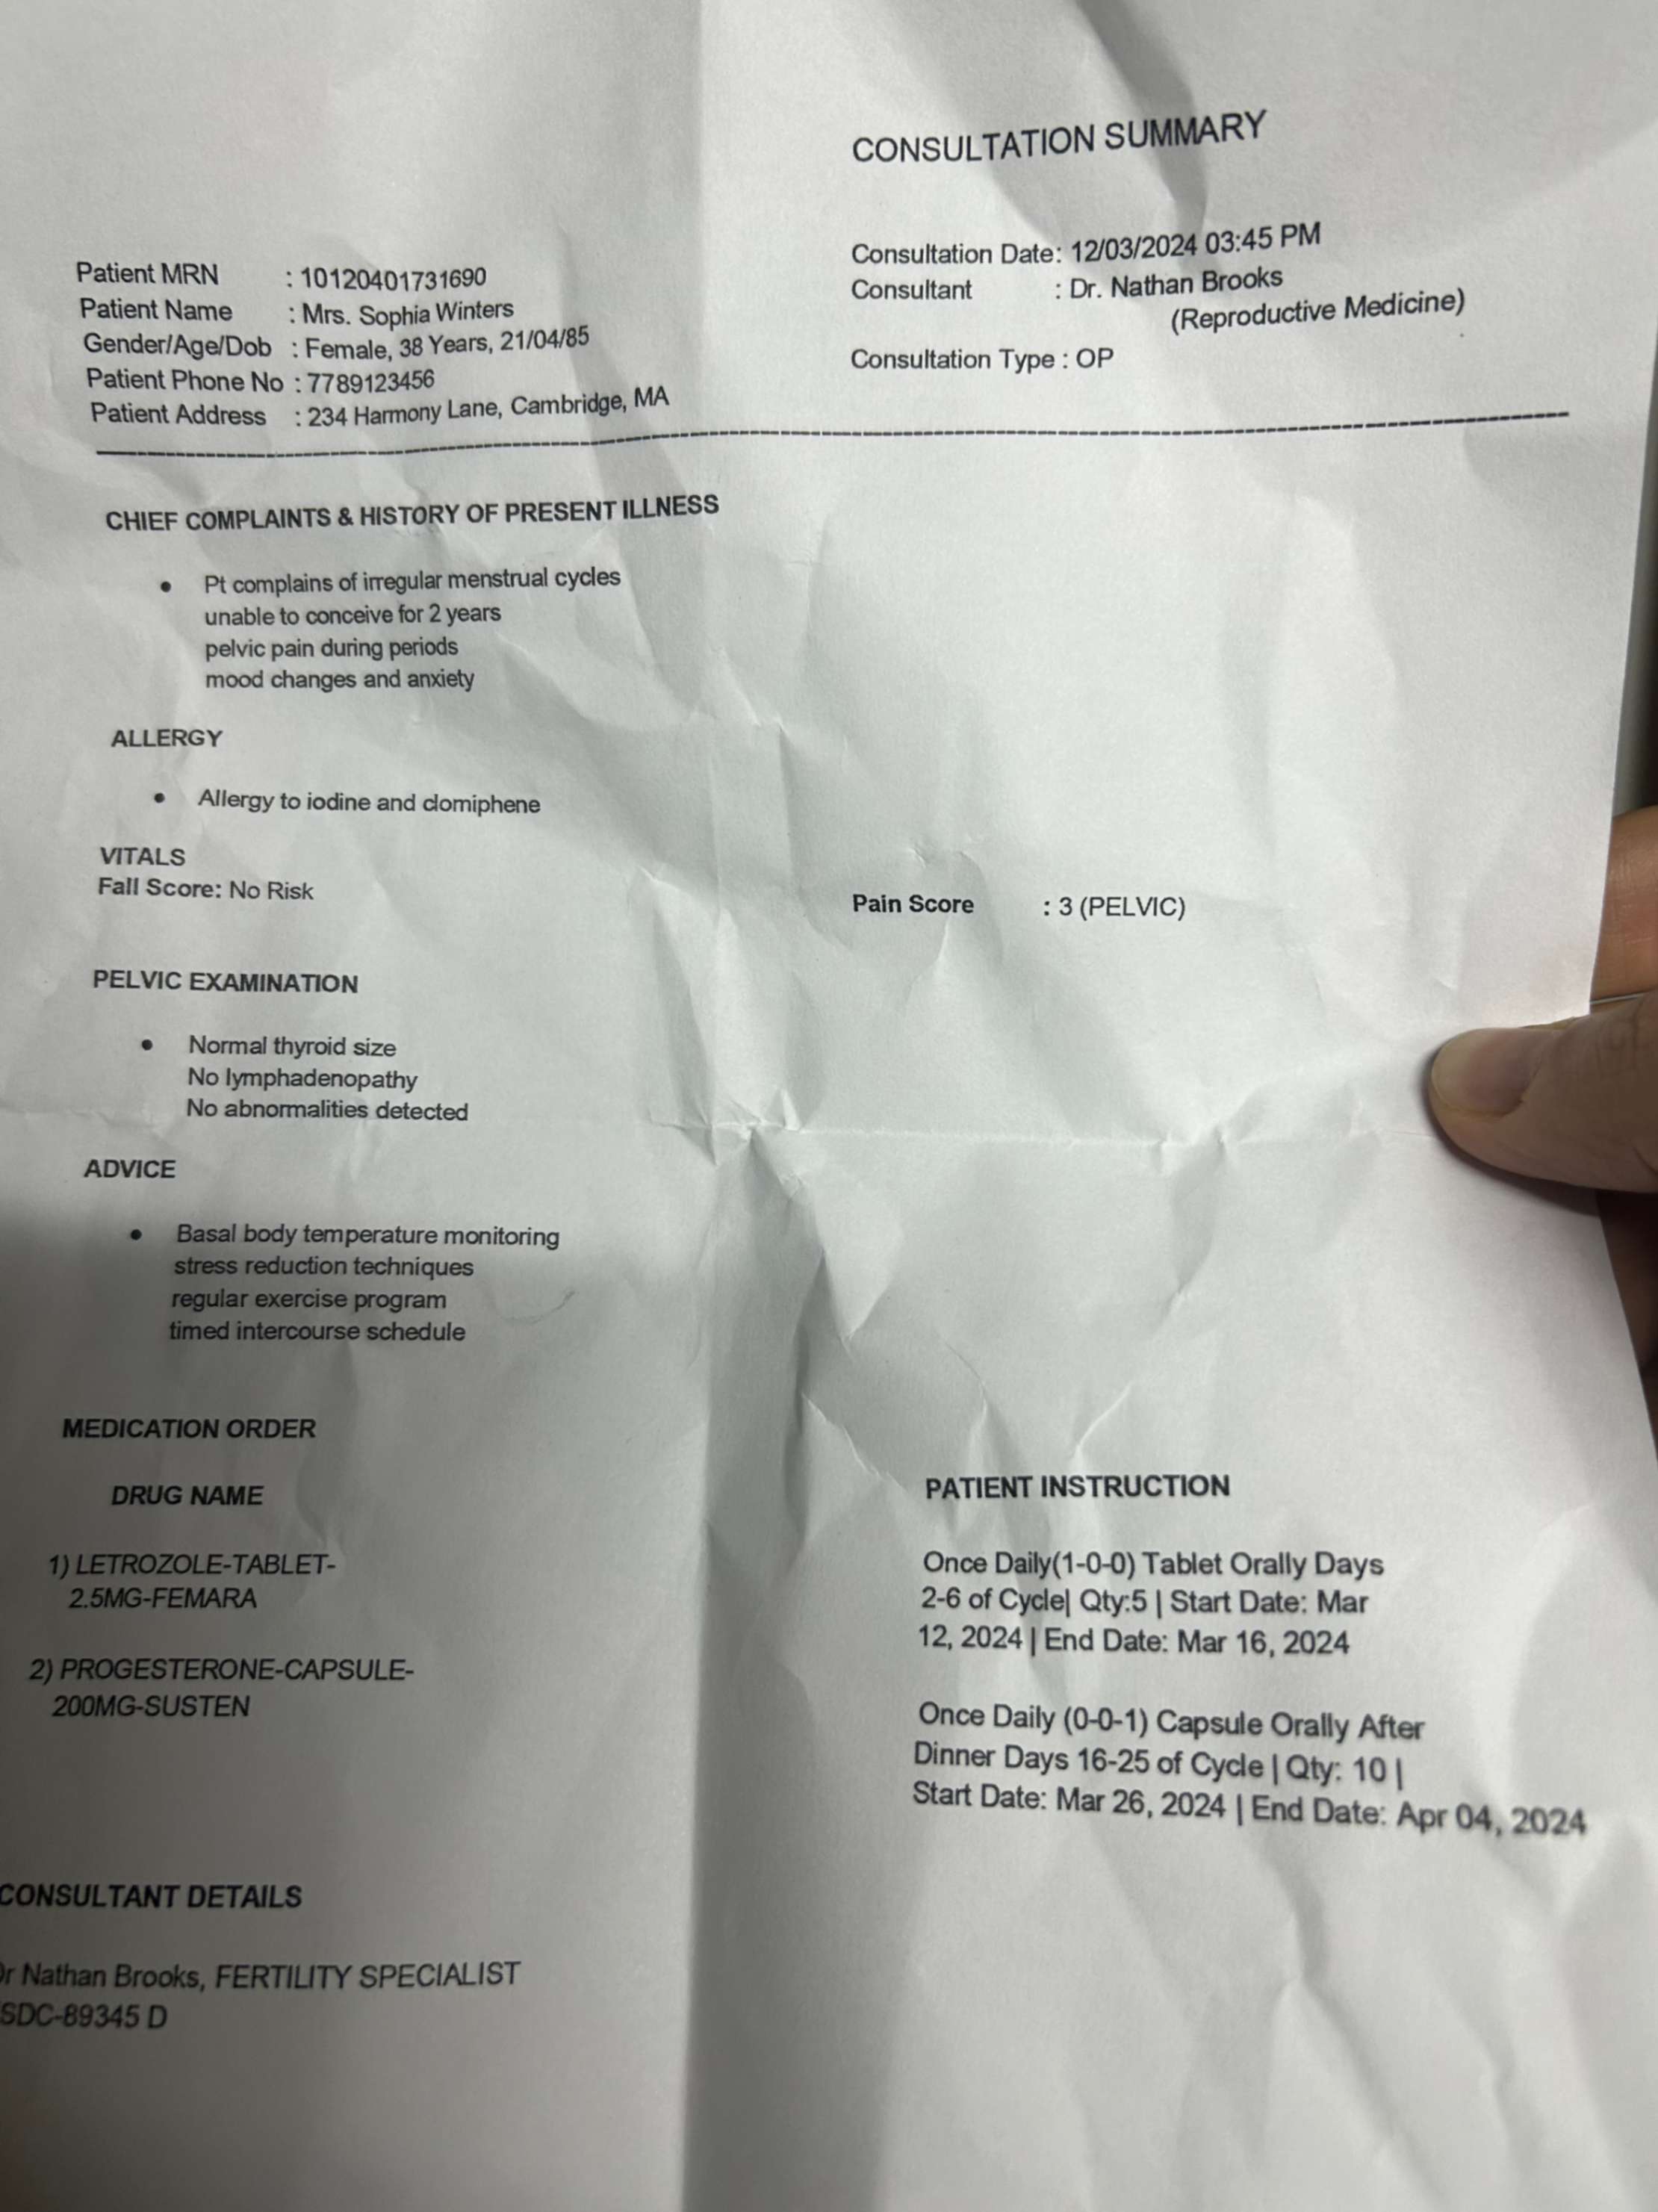 CONSULTATION SUMMARY
Patient MRN : 10120401731690
Patient Name : Mrs. Sophia Winters
Gender/Age/Dob : Female, 38 Years, 21/04/85
Patient Phone No : 7789123456
Patient Address : 234 Harmony Lane, Cambridge, MA
Consultation Date: 12/03/2024 03:45 PM
Consultant : Dr. Nathan Brooks
(Reproductive Medicine)
Consultation Type : OP
CHIEF COMPLAINTS & HISTORY OF PRESENT ILLNESS
• Pt complains of irregular menstrual cycles
unable to conceive for 2 years
pelvic pain during periods
mood changes and anxiety
ALLERGY
• Allergy to iodine and clomiphene
VITALS
Fall Score: No Risk
Pain Score : 3 (PELVIC)
PELVIC EXAMINATION
• Normal thyroid size
No lymphadenopathy
No abnormalities detected
ADVICE
• Basal body temperature monitoring
stress reduction techniques
regular exercise program
timed intercourse schedule
MEDICATION ORDER
DRUG NAME
1) LETROZOLE-TABLET-
2.5MG-FEMARA
2) PROGESTERONE-CAPSULE-
200MG-SUSTEN
PATIENT INSTRUCTION
Once Daily(1-0-0) Tablet Orally Days
2-6 of Cycle| Qty:5 | Start Date: Mar
12, 2024 | End Date: Mar 16, 2024
Once Daily (0-0-1) Capsule Orally After
Dinner Days 16-25 of Cycle | Qty: 10 |
Start Date: Mar 26, 2024 | End Date: Apr 04, 2024
CONSULTANT DETAILS
Dr Nathan Brooks, FERTILITY SPECIALIST
SDC-89345 D